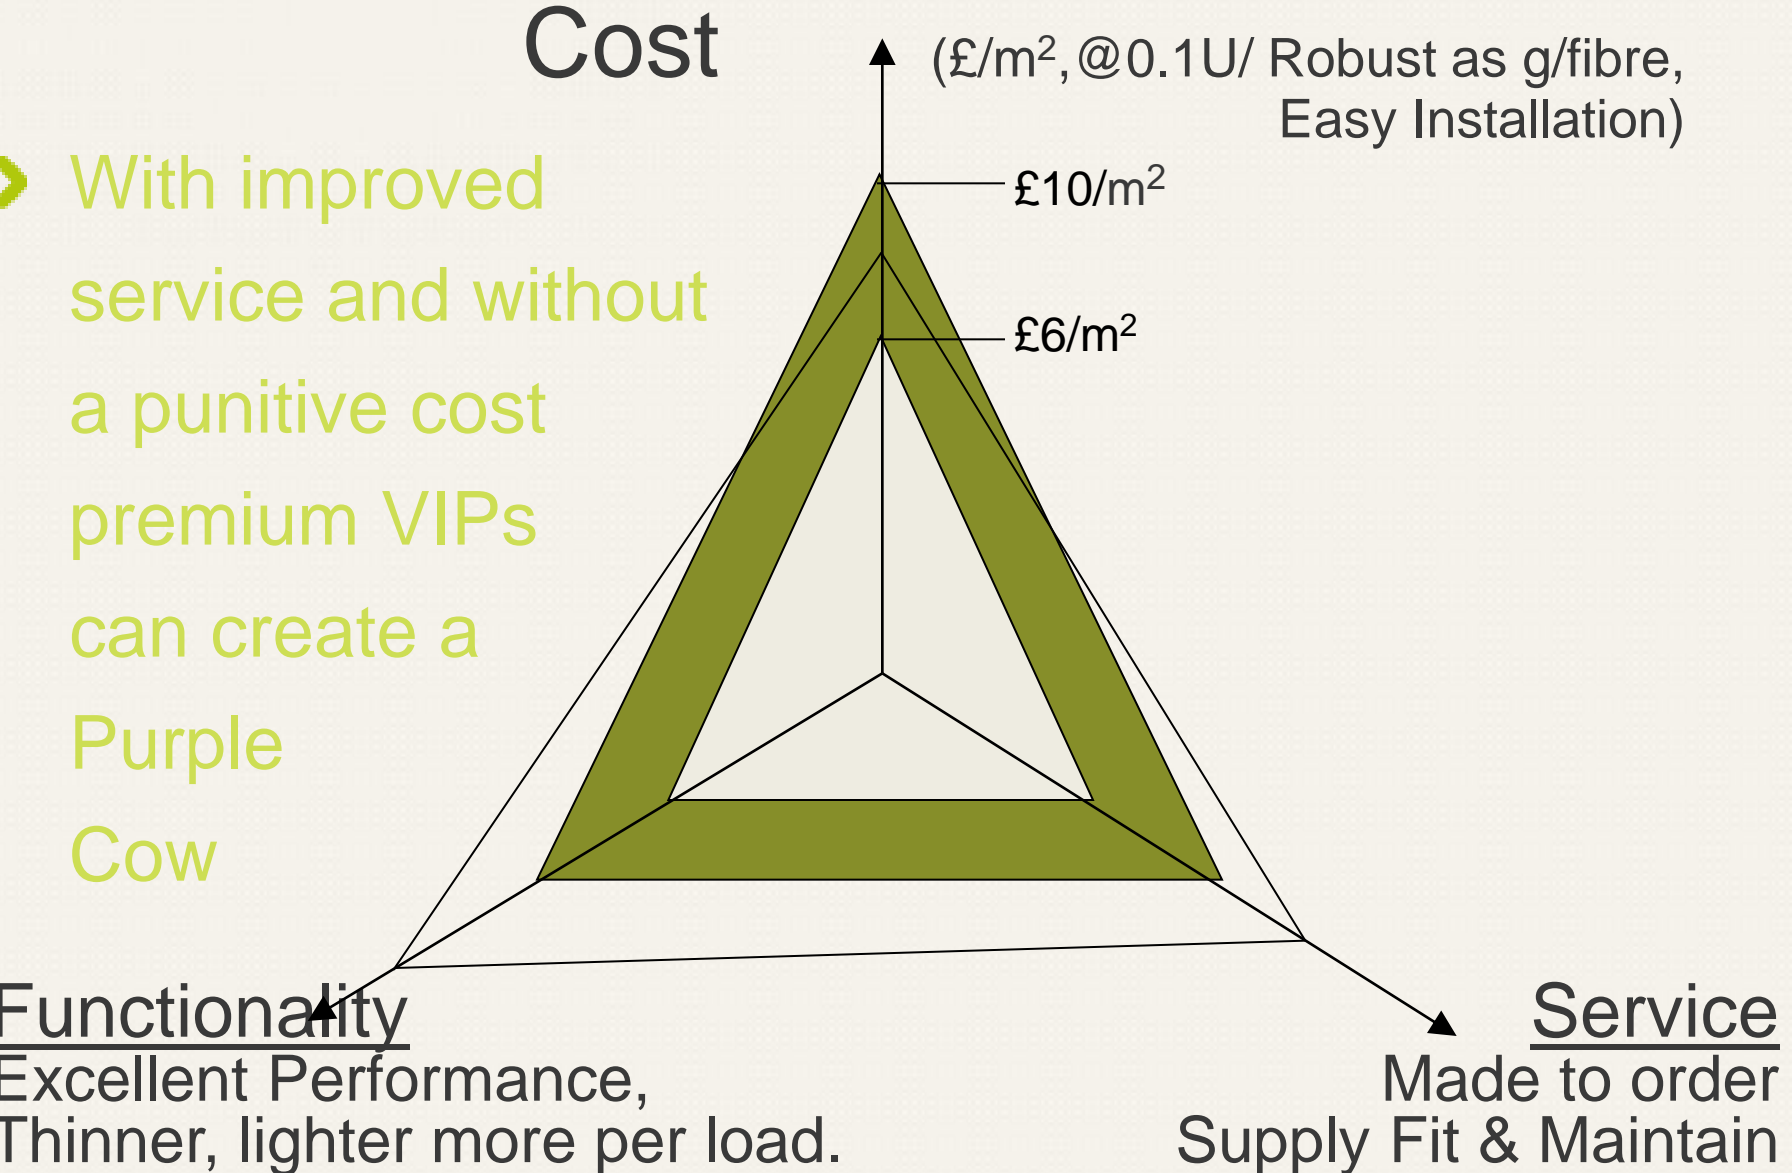 Cost
(£/m²,@0.1U/ Robust as g/fibre,
Easy Installation)
With improved
service and without
a punitive cost
premium VIPs
can create a
Purple
Cow
£10/m²
£6/m²
Functionality
Excellent Performance,
Thinner, lighter more per load.
Service
Made to order
Supply Fit & Maintain